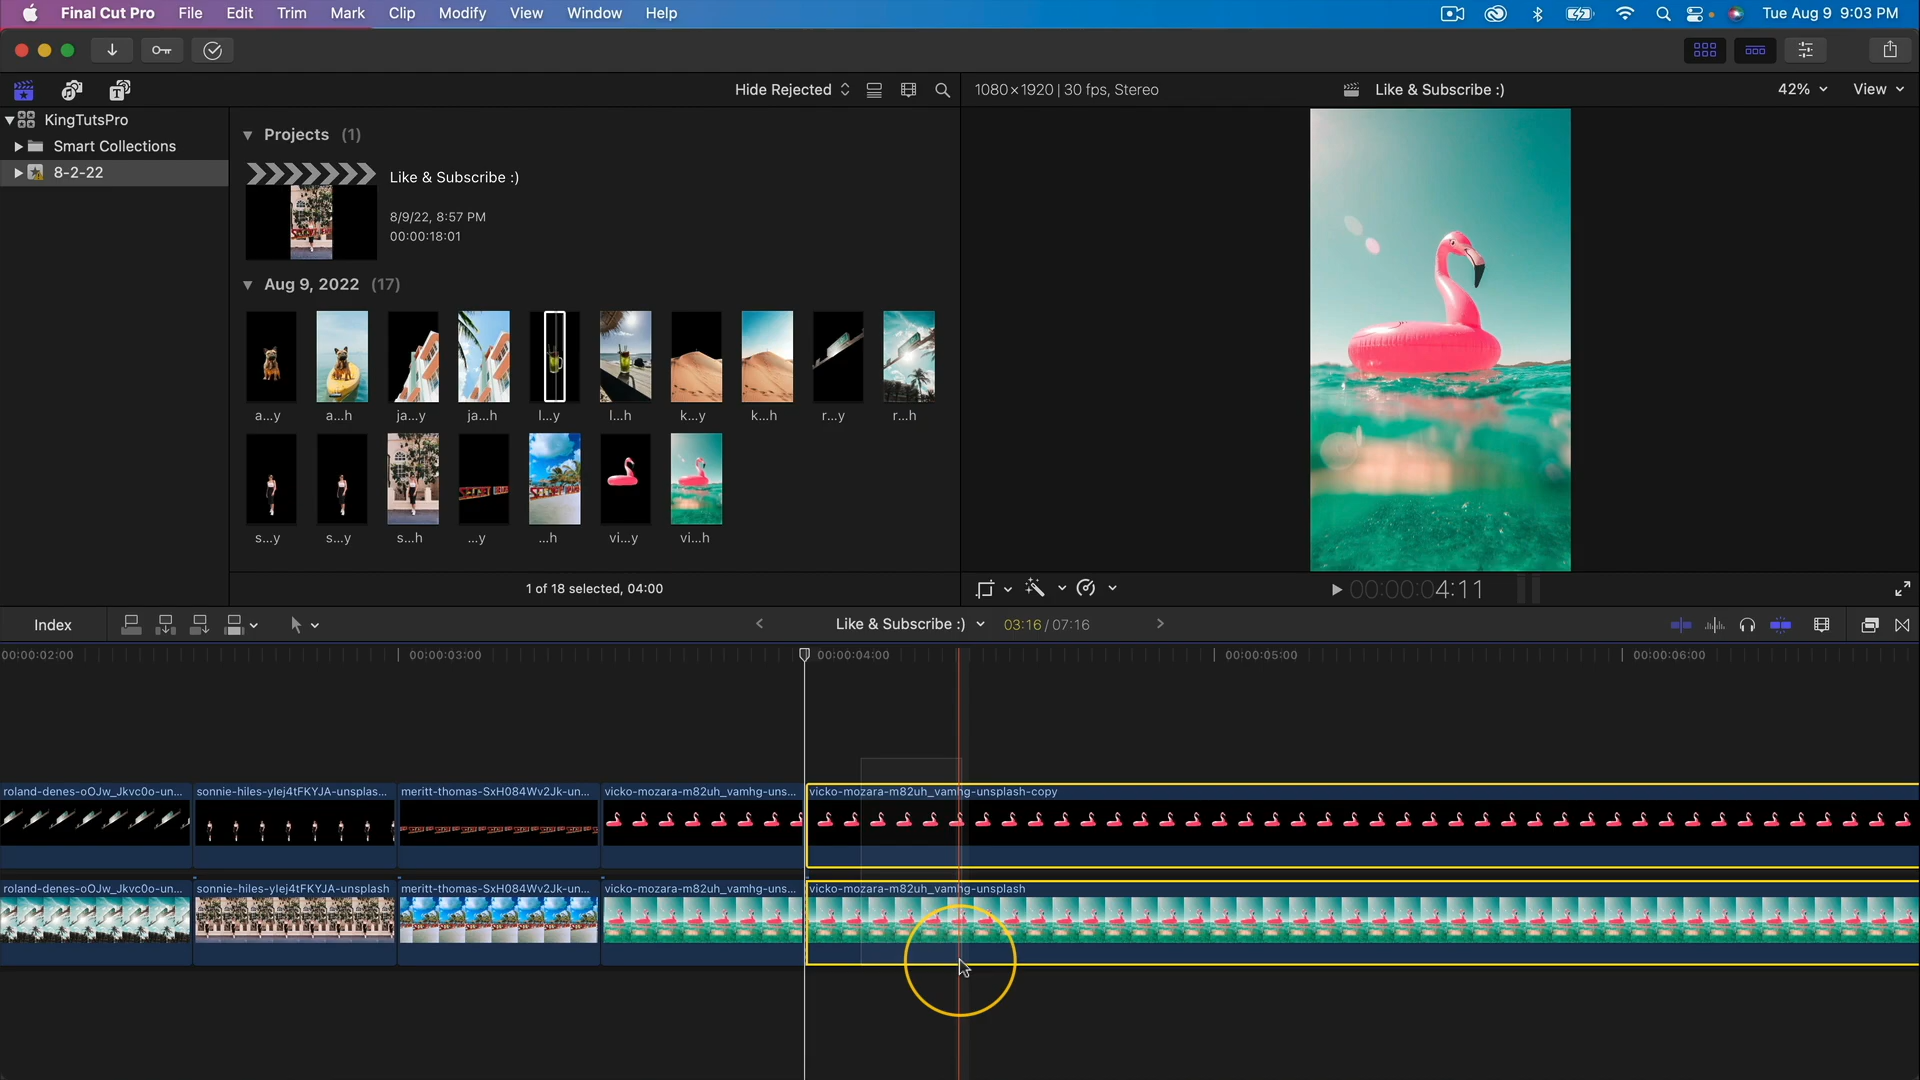 Final Cut Pro File Edit Trim Mark Clip Modify View Window Help Tue Aug 9 9:03 PM
Hide Rejected 1080×1920 | 30 fps, Stereo Like & Subscribe :) 42% View
KingTutsPro
Smart Collections
8-2-22
Projects (1)
Like & Subscribe :)
8/9/22, 8:57 PM
00:00:18:01
Aug 9, 2022 (17)
a...y a...h ja...y ja...h l...y l...h k...y k...h r...y r...h
s...y s...y s...h ...y ...h vi...y vi...h
1 of 18 selected, 04:00
00:00:04:11
Index Like & Subscribe :) 03:16 / 07:16
00:00:02:00 00:00:03:00 00:00:04:00 00:00:05:00 00:00:06:00
roland-denes-oOJw_Jkvc0o-un... sonnie-hiles-ylej4tFKYJA-unsplas... meritt-thomas-SxH084Wv2Jk-un... vicko-mozara-m82uh_vamhg-uns... vicko-mozara-m82uh_vamhg-unsplash-copy
roland-denes-oOJw_Jkvc0o-un... sonnie-hiles-ylej4tFKYJA-unsplash meritt-thomas-SxH084Wv2Jk-un... vicko-mozara-m82uh_vamhg-uns... vicko-mozara-m82uh_vamhg-unsplash